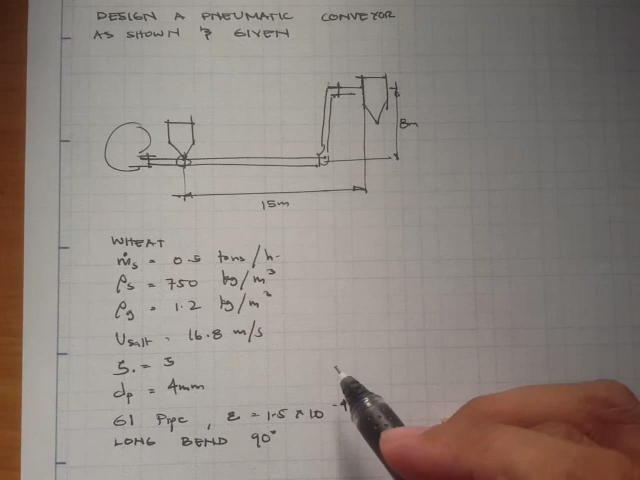 DESIGN A PNEUMATIC CONVEYOR
AS SHOWN & GIVEN
8m
15m
WHEAT
ṁs = 0.5 tons/h.
ρs = 750 kg/m³
ρg = 1.2 kg/m³
Usalt = 16.8 m/s
= 5
dp = 4mm
GI Pipe, ε = 1.5 × 10⁻⁴
LONG BEND 90°